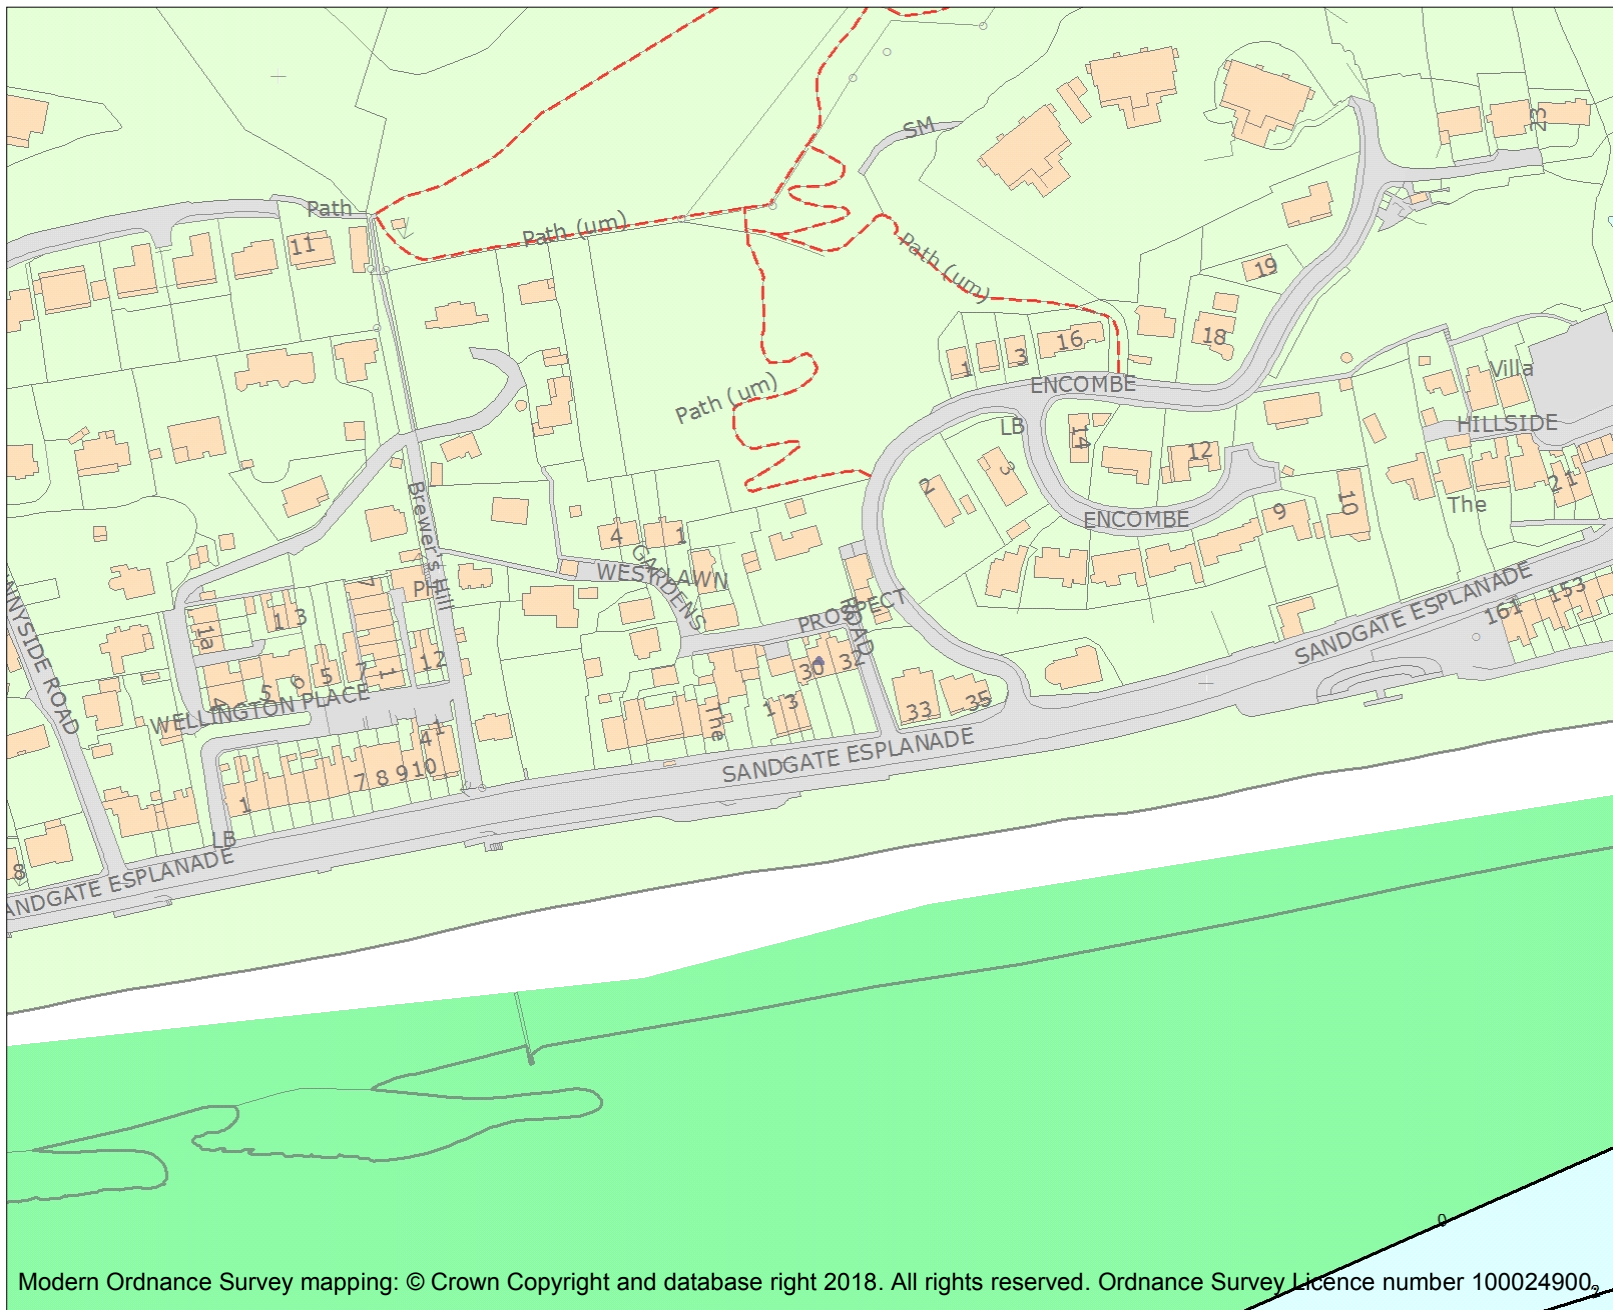 SM
23
Path
11
Path (um)
Path (um)
19
18
16
3
1
ENCOMBE
Path (um)
Villa
HILLSIDE
LB
14
12
3
2
The
2 1
10
9
ENCOMBE
Brewer's Hill
4
1
WESTLAWN
GARDENS
PH
7
1 3
1a
PROSPECT
ROAD
SANDGATE ESPLANADE
161
153
NNYSIDE ROAD
12
1
7
5
6
5
4
WELLINGTON PLACE
30
32
33
35
1 3
The
SANDGATE ESPLANADE
4 1
7 8 9 10
1
LB
8
ANDGATE ESPLANADE
0
Modern Ordnance Survey mapping: © Crown Copyright and database right 2018. All rights reserved. Ordnance Survey Licence number 100024900.
2